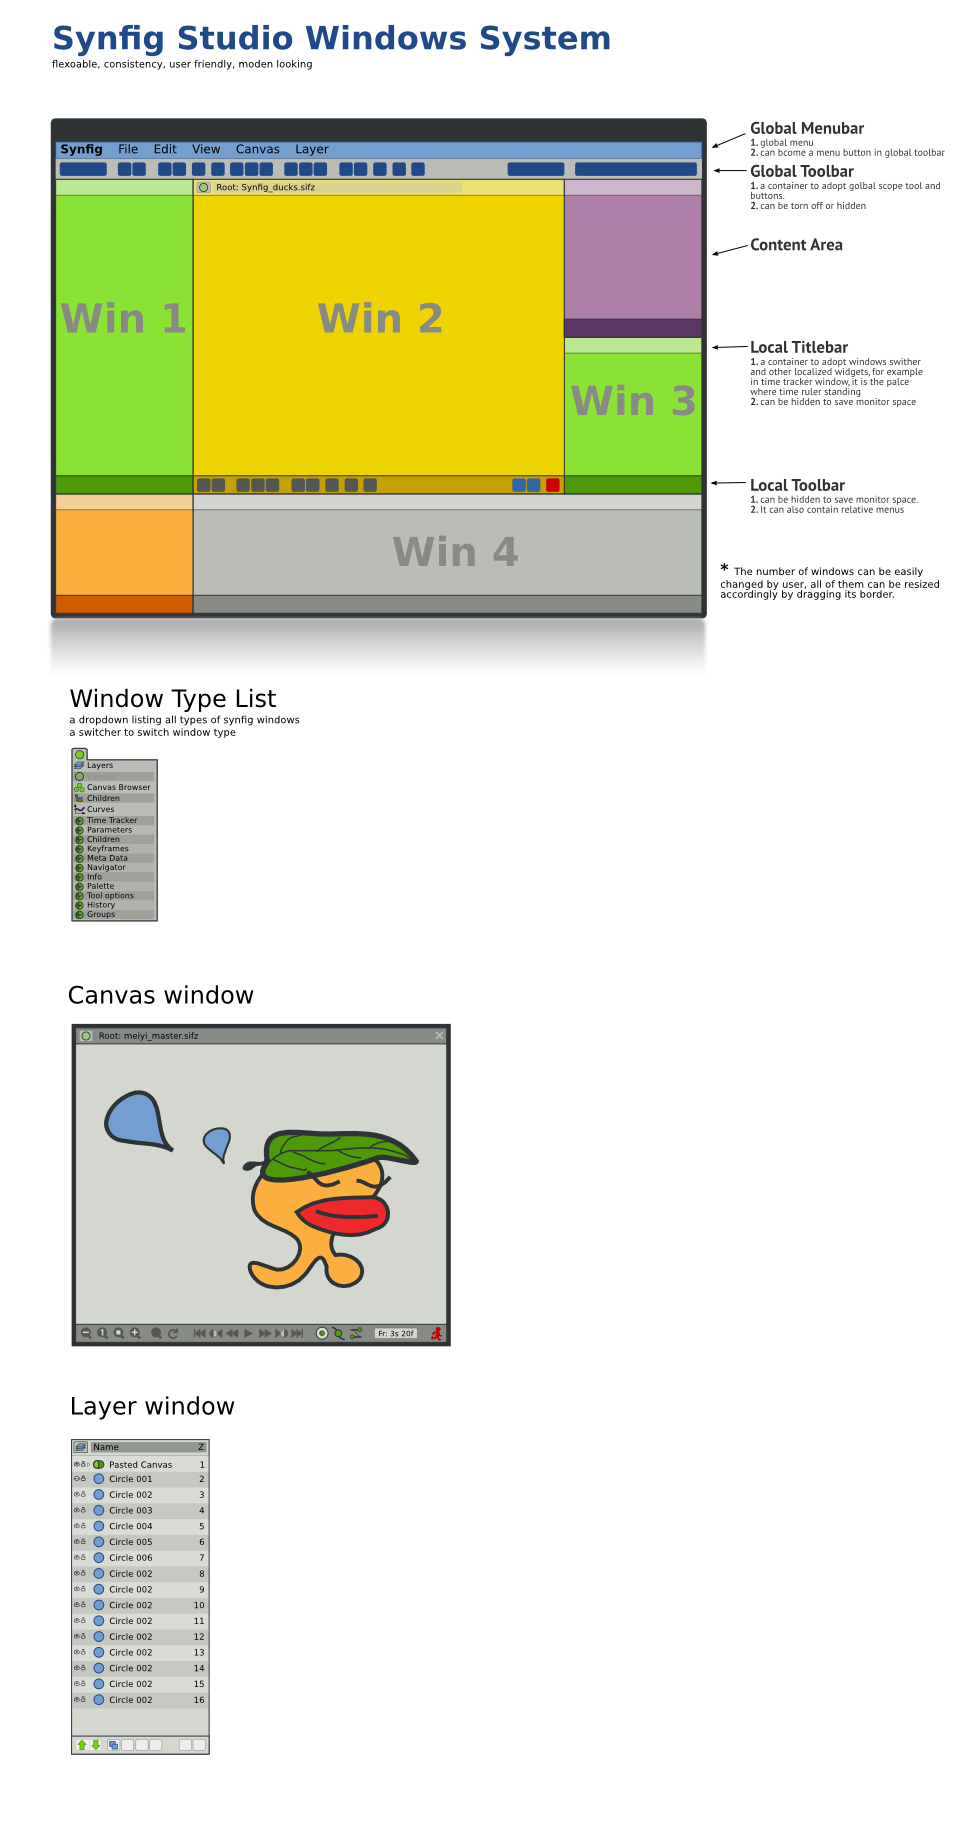 Synfig Studio Windows System
flexoable, consistency, user friendly, moden looking
Synfig File Edit View Canvas Layer
Root: Synfig_ducks.sifz
Win 1
Win 2
Win 3
Win 4
Global Menubar
1. global menu
2. can bcome a menu button in global toolbar
Global Toolbar
1. a container to adopt golbal scope tool and
buttons.
2. can be torn off or hidden
Content Area
Local Titlebar
1. a container to adopt windows swither
and other localized widgets, for example
in time tracker window, it is the palce
where time ruler standing
2. can be hidden to save monitor space
Local Toolbar
1. can be hidden to save monitor space.
2. It can also contain relative menus
* The number of windows can be easily
changed by user, all of them can be resized
accordingly by dragging its border.
Window Type List
a dropdown listing all types of synfig windows
a switcher to switch window type
Layers
Canvas
Canvas Browser
Children
Curves
Time Tracker
Parameters
Children
Keyframes
Meta Data
Navigator
Info
Palette
Tool options
History
Groups
Canvas window
Root: meiyi_master.sifz
Fr: 3s 20f
Layer window
Name Z
Pasted Canvas 1
Circle 001 2
Circle 002 3
Circle 003 4
Circle 004 5
Circle 005 6
Circle 006 7
Circle 002 8
Circle 002 9
Circle 002 10
Circle 002 11
Circle 002 12
Circle 002 13
Circle 002 14
Circle 002 15
Circle 002 16